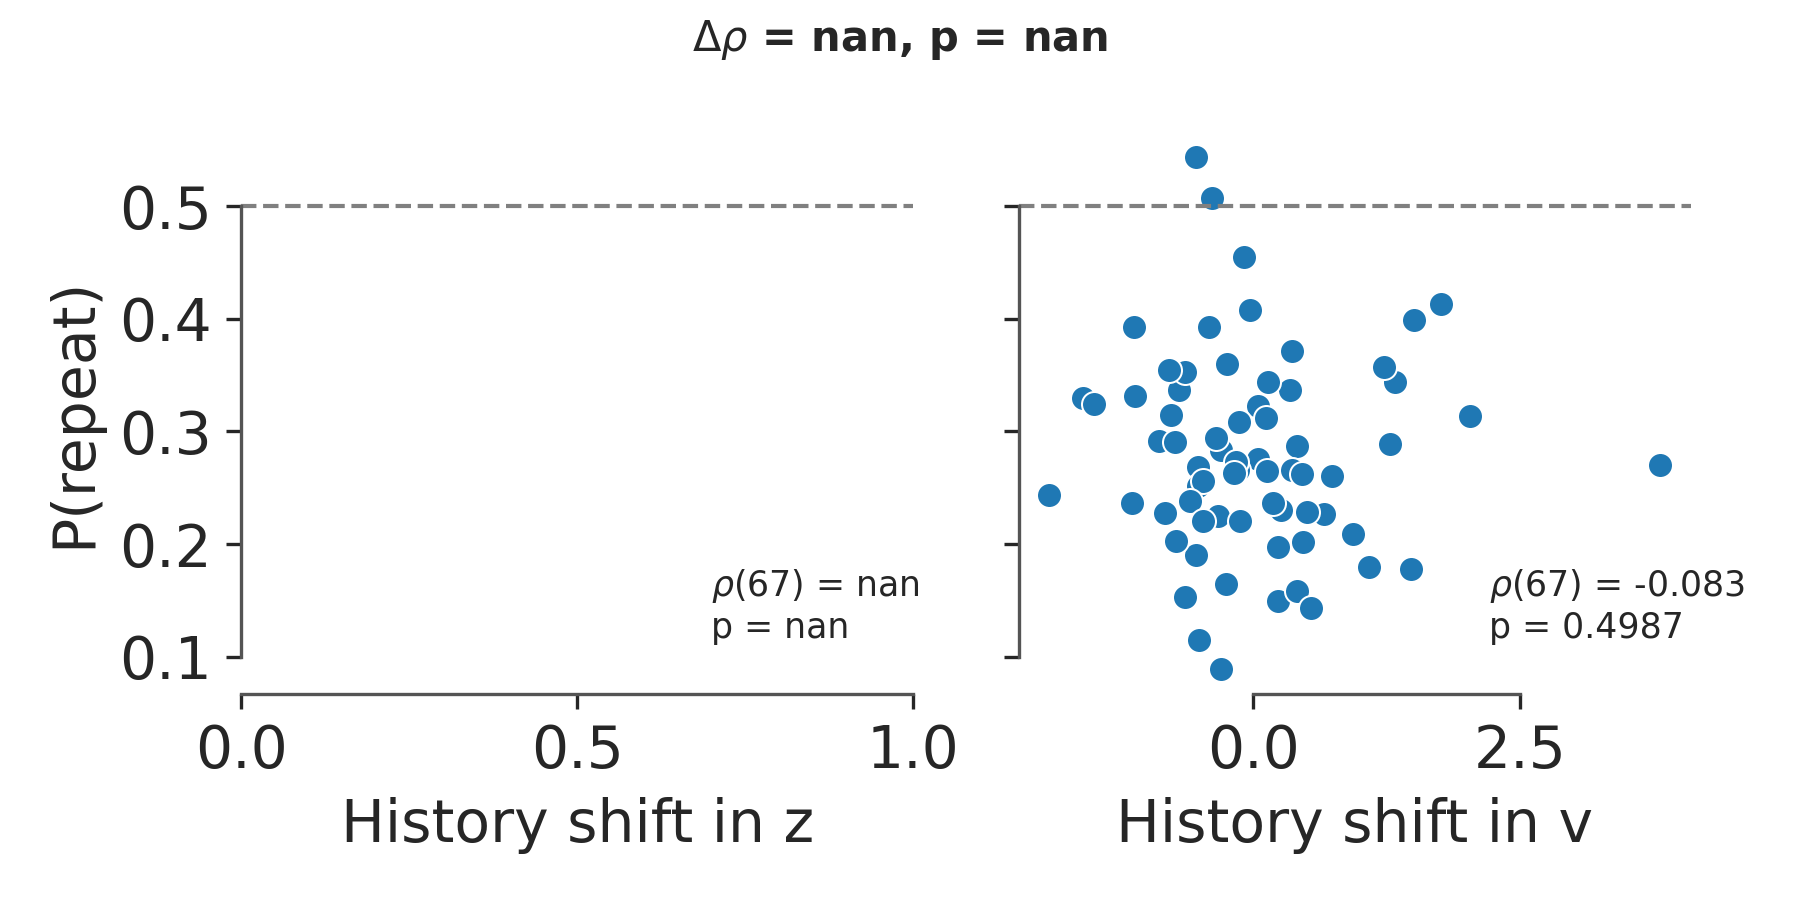 Δρ = nan, p = nan
P(repeat)
0.5
0.4
0.3
0.2
0.1
ρ(67) = nan
p = nan
0.0 0.5 1.0
History shift in z
ρ(67) = -0.083
p = 0.4987
0.0 2.5
History shift in v